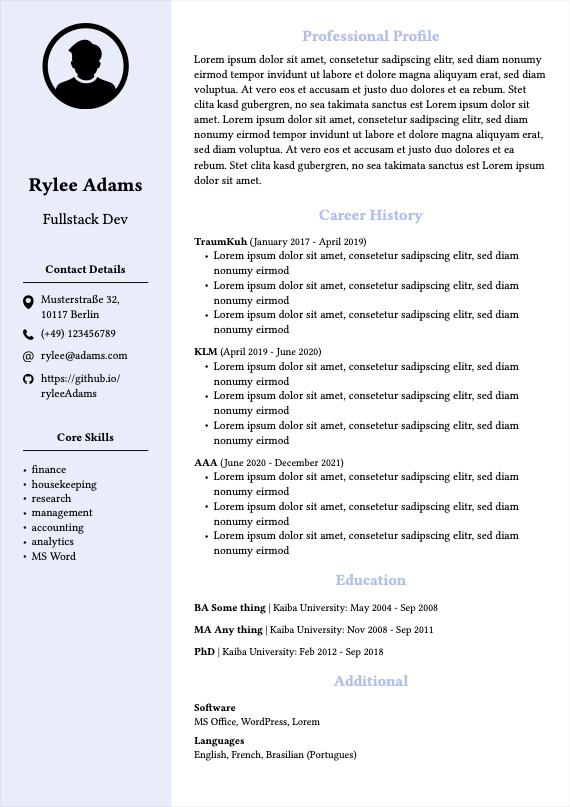 Rylee Adams
Fullstack Dev
Contact Details
Musterstraße 32,
10117 Berlin
(+49) 123456789
rylee@adams.com
https://github.io/
ryleeAdams
Core Skills
• finance
• housekeeping
• research
• management
• accounting
• analytics
• MS Word
Professional Profile
Lorem ipsum dolor sit amet, consetetur sadipscing elitr, sed diam nonumy
eirmod tempor invidunt ut labore et dolore magna aliquyam erat, sed diam
voluptua. At vero eos et accusam et justo duo dolores et ea rebum. Stet
clita kasd gubergren, no sea takimata sanctus est Lorem ipsum dolor sit
amet. Lorem ipsum dolor sit amet, consetetur sadipscing elitr, sed diam
nonumy eirmod tempor invidunt ut labore et dolore magna aliquyam erat,
sed diam voluptua. At vero eos et accusam et justo duo dolores et ea
rebum. Stet clita kasd gubergren, no sea takimata sanctus est Lorem ipsum
dolor sit amet.
Career History
TraumKuh (January 2017 - April 2019)
• Lorem ipsum dolor sit amet, consetetur sadipscing elitr, sed diam
nonumy eirmod
• Lorem ipsum dolor sit amet, consetetur sadipscing elitr, sed diam
nonumy eirmod
• Lorem ipsum dolor sit amet, consetetur sadipscing elitr, sed diam
nonumy eirmod
KLM (April 2019 - June 2020)
• Lorem ipsum dolor sit amet, consetetur sadipscing elitr, sed diam
nonumy eirmod
• Lorem ipsum dolor sit amet, consetetur sadipscing elitr, sed diam
nonumy eirmod
• Lorem ipsum dolor sit amet, consetetur sadipscing elitr, sed diam
nonumy eirmod
AAA (June 2020 - December 2021)
• Lorem ipsum dolor sit amet, consetetur sadipscing elitr, sed diam
nonumy eirmod
• Lorem ipsum dolor sit amet, consetetur sadipscing elitr, sed diam
nonumy eirmod
• Lorem ipsum dolor sit amet, consetetur sadipscing elitr, sed diam
nonumy eirmod
Education
BA Some thing | Kaiba University: May 2004 - Sep 2008
MA Any thing | Kaiba University: Nov 2008 - Sep 2011
PhD | Kaiba University: Feb 2012 - Sep 2018
Additional
Software
MS Office, WordPress, Lorem
Languages
English, French, Brasilian (Portugues)